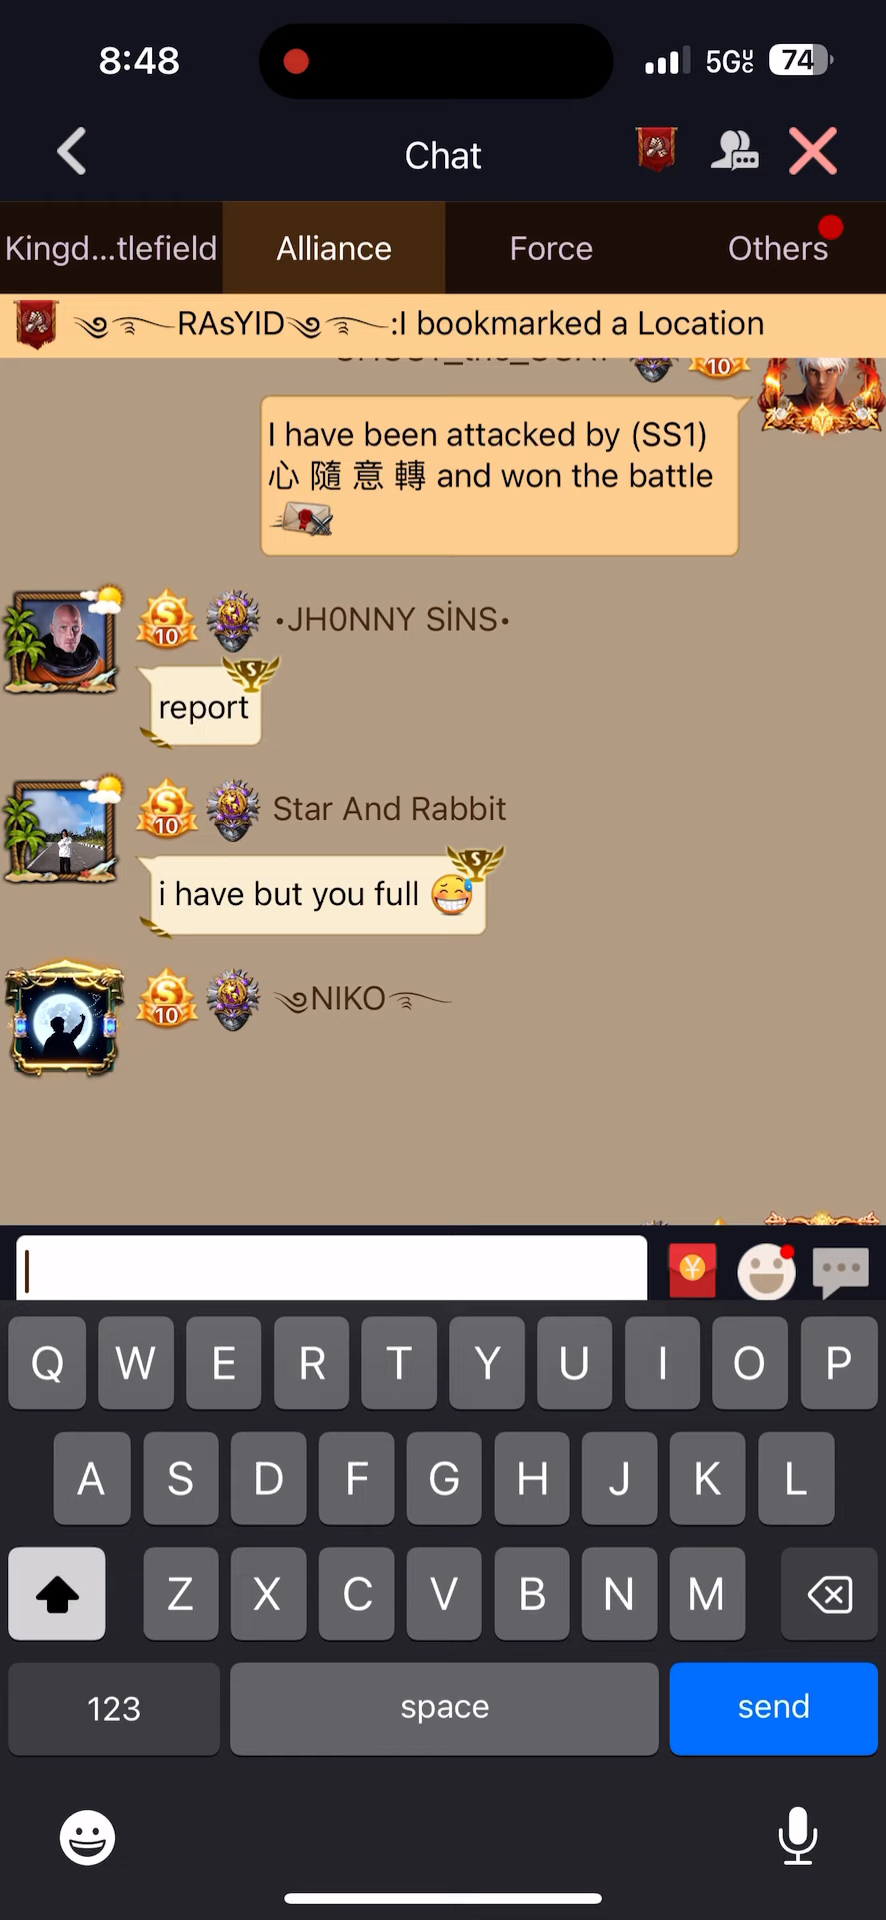 8:48
5GUC
74
Chat
Kingd...tlefield
Alliance
Force
Others
RAsYID
:I bookmarked a Location
10
I have been attacked by (SS1)
心 隨 意 轉 and won the battle
S
10
•JH0NNY SİNS•
S
report
S
10
Star And Rabbit
S
i have but you full
S
10
NIKO
¥
Q W E R T Y U I O P
A S D F G H J K L
Z X C V B N M
123
space
send